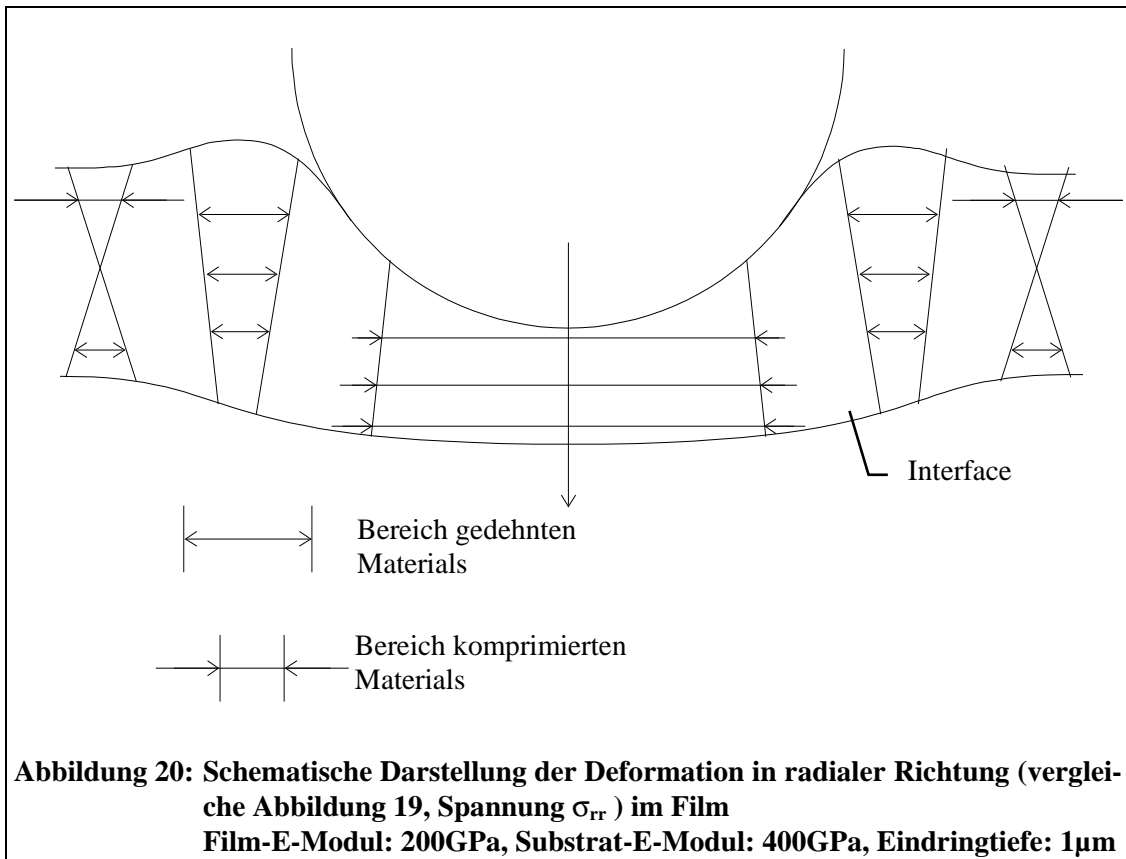 Interface
Bereich gedehnten
Materials
Bereich komprimierten
Materials
Abbildung 20: Schematische Darstellung der Deformation in radialer Richtung (verglei-
che Abbildung 19, Spannung σrr ) im Film
Film-E-Modul: 200GPa, Substrat-E-Modul: 400GPa, Eindringtiefe: 1µm